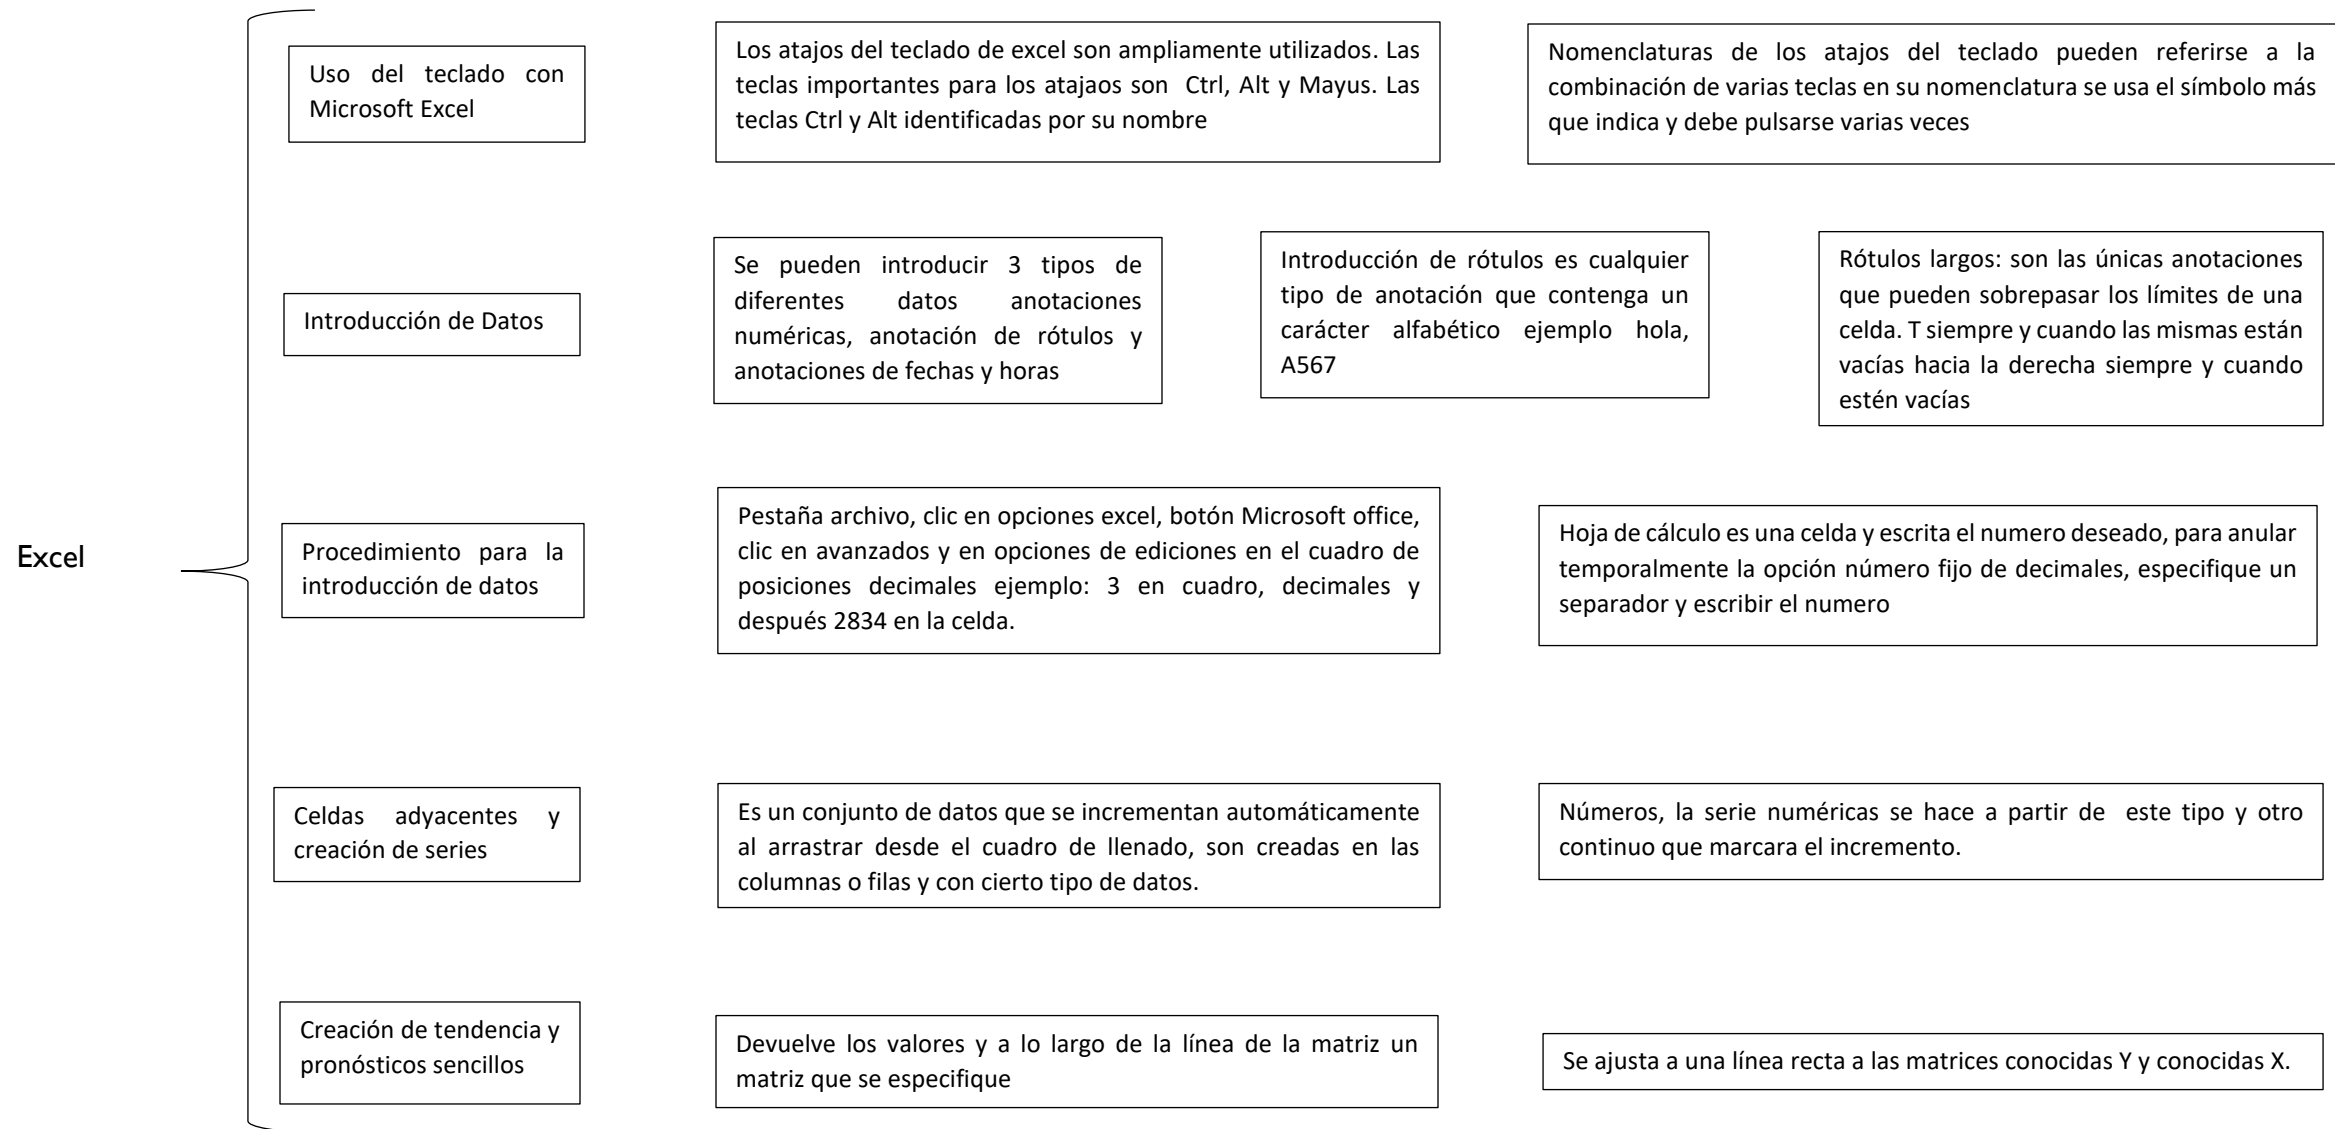 Excel
Uso del teclado con
Microsoft Excel
Los atajos del teclado de excel son ampliamente utilizados. Las
teclas importantes para los atajaos son Ctrl, Alt y Mayus. Las
teclas Ctrl y Alt identificadas por su nombre
Nomenclaturas de los atajos del teclado pueden referirse a la
combinación de varias teclas en su nomenclatura se usa el símbolo más
que indica y debe pulsarse varias veces
Introducción de Datos
Se pueden introducir 3 tipos de
diferentes datos anotaciones
numéricas, anotación de rótulos y
anotaciones de fechas y horas
Introducción de rótulos es cualquier
tipo de anotación que contenga un
carácter alfabético ejemplo hola,
A567
Rótulos largos: son las únicas anotaciones
que pueden sobrepasar los límites de una
celda. T siempre y cuando las mismas están
vacías hacia la derecha siempre y cuando
estén vacías
Procedimiento para la
introducción de datos
Pestaña archivo, clic en opciones excel, botón Microsoft office,
clic en avanzados y en opciones de ediciones en el cuadro de
posiciones decimales ejemplo: 3 en cuadro, decimales y
después 2834 en la celda.
Hoja de cálculo es una celda y escrita el numero deseado, para anular
temporalmente la opción número fijo de decimales, especifique un
separador y escribir el numero
Celdas adyacentes y
creación de series
Es un conjunto de datos que se incrementan automáticamente
al arrastrar desde el cuadro de llenado, son creadas en las
columnas o filas y con cierto tipo de datos.
Números, la serie numéricas se hace a partir de este tipo y otro
continuo que marcara el incremento.
Creación de tendencia y
pronósticos sencillos
Devuelve los valores y a lo largo de la línea de la matriz un
matriz que se especifique
Se ajusta a una línea recta a las matrices conocidas Y y conocidas X.